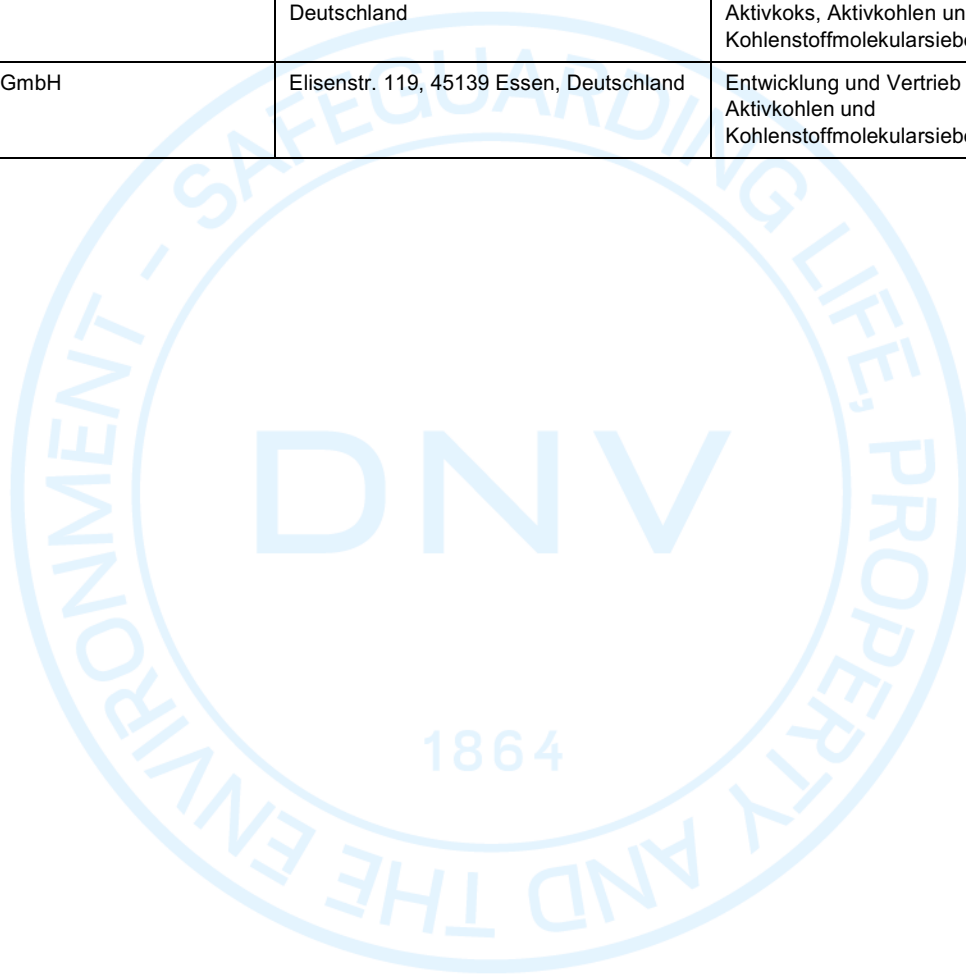 Deutschland
Aktivkoks, Aktivkohlen un
Kohlenstoffmolekularsieb
GmbH
Elisenstr. 119, 45139 Essen, Deutschland
Entwicklung und Vertrieb
Aktivkohlen und
Kohlenstoffmolekularsieb
SAFEGUARDING LIFE, PROPERTY AND THE ENVIRONMENT -
DNV
1864